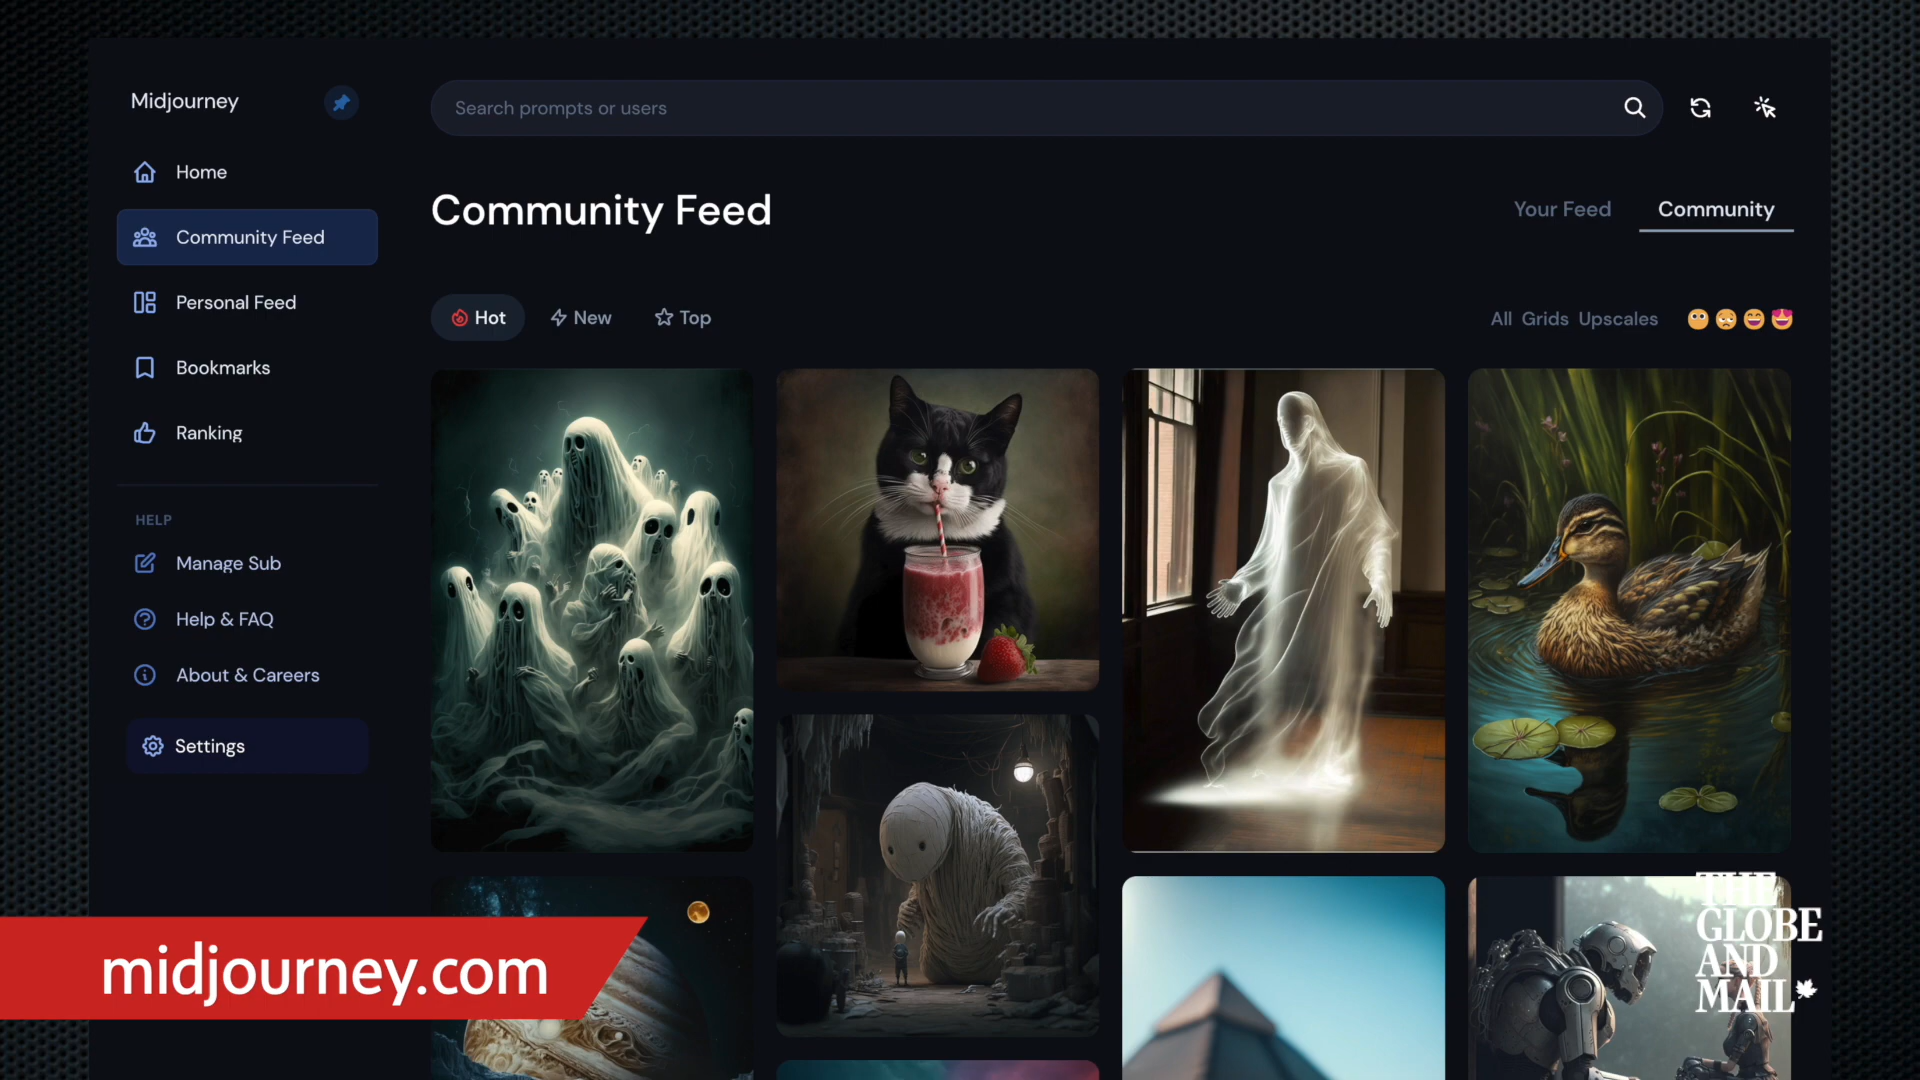 Midjourney
Search prompts or users
Home
Community Feed
Personal Feed
Bookmarks
Ranking
HELP
Manage Sub
Help & FAQ
About & Careers
Settings
Community Feed
Your Feed
Community
Hot
New
Top
All Grids Upscales
midjourney.com
THE
GLOBE
AND
MAIL